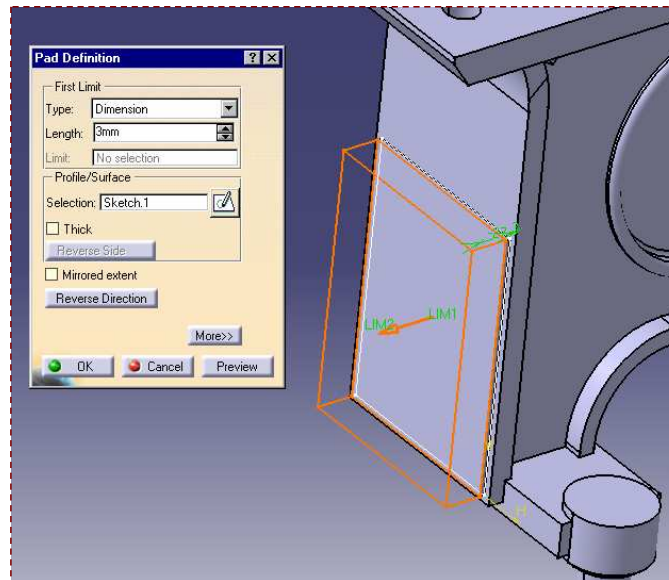 Pad Definition
First Limit
Type: Dimension
Length: 3mm
Limit: No selection
Profile/Surface
Selection: Sketch.1
Thick
Reverse Side
Mirrored extent
Reverse Direction
More>>
OK Cancel Preview
LIM2 LIM1
H